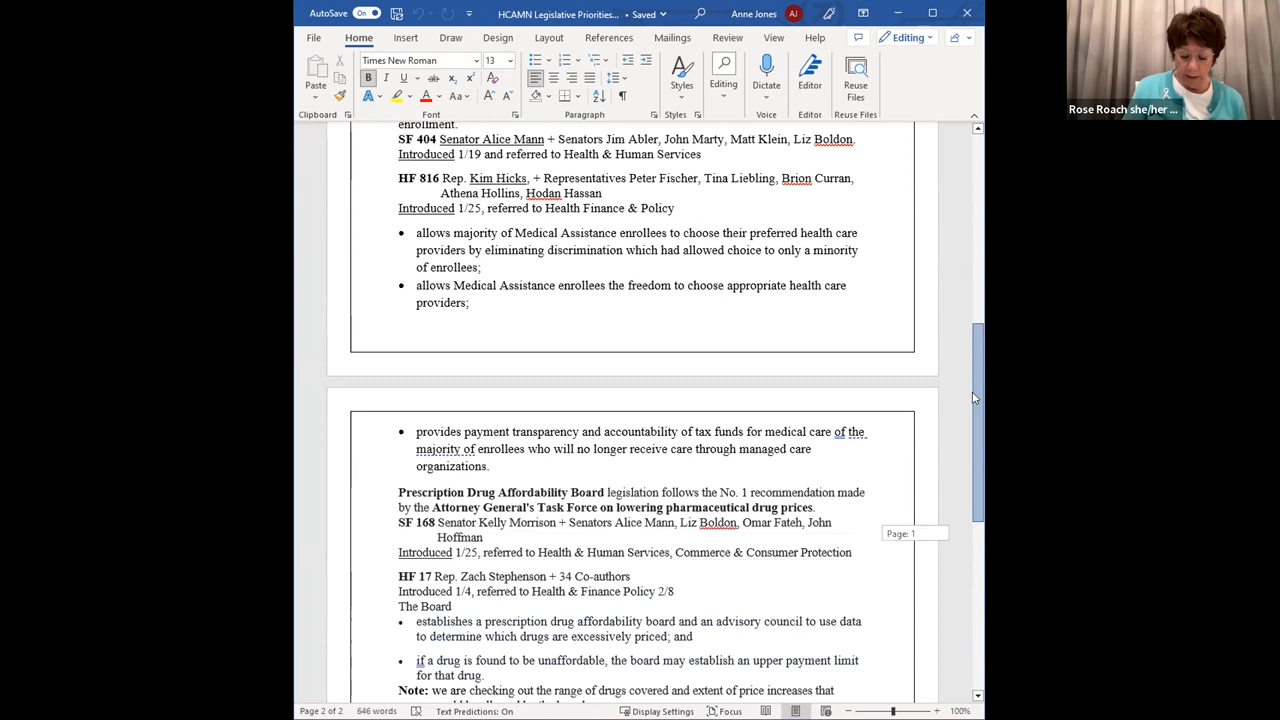 AutoSave On HCAMN Legislative Priorities... • Saved Anne Jones AJ
File Home Insert Draw Design Layout References Mailings Review View Help Editing
Times New Roman 13
Paste Styles Editing Dictate Editor Reuse Files
Clipboard Font Paragraph Styles Voice Editor Reuse Files
Rose Roach she/her ...
enrollment.
SF 404 Senator Alice Mann + Senators Jim Abler, John Marty, Matt Klein, Liz Boldon.
Introduced 1/19 and referred to Health & Human Services
HF 816 Rep. Kim Hicks, + Representatives Peter Fischer, Tina Liebling, Brion Curran,
Athena Hollins, Hodan Hassan
Introduced 1/25, referred to Health Finance & Policy
• allows majority of Medical Assistance enrollees to choose their preferred health care
providers by eliminating discrimination which had allowed choice to only a minority
of enrollees;
• allows Medical Assistance enrollees the freedom to choose appropriate health care
providers;
• provides payment transparency and accountability of tax funds for medical care of the
majority of enrollees who will no longer receive care through managed care
organizations.
Prescription Drug Affordability Board legislation follows the No. 1 recommendation made
by the Attorney General's Task Force on lowering pharmaceutical drug prices.
SF 168 Senator Kelly Morrison + Senators Alice Mann, Liz Boldon, Omar Fateh, John
Hoffman
Page: 1
Introduced 1/25, referred to Health & Human Services, Commerce & Consumer Protection
HF 17 Rep. Zach Stephenson + 34 Co-authors
Introduced 1/4, referred to Health & Finance Policy 2/8
The Board
• establishes a prescription drug affordability board and an advisory council to use data
to determine which drugs are excessively priced; and
• if a drug is found to be unaffordable, the board may establish an upper payment limit
for that drug.
Note: we are checking out the range of drugs covered and extent of price increases that
Page 2 of 2 646 words Text Predictions: On Display Settings Focus 100%